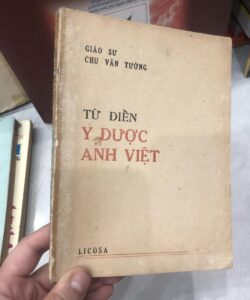 GIÁO SƯ
CHU VĂN TƯỜNG
TỪ ĐIỂN
Y DƯỢC
ANH VIỆT
LICOSA